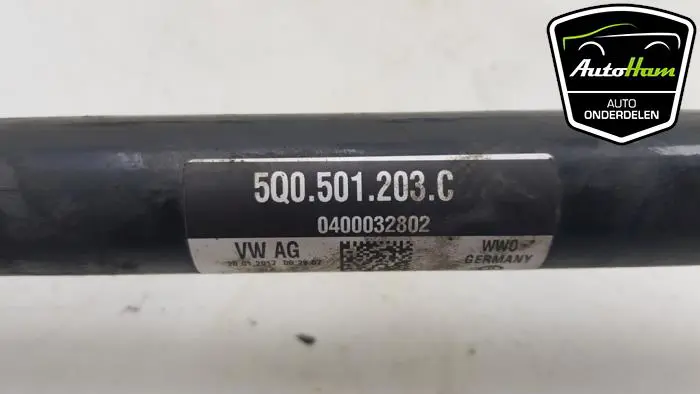 AutoHam
AUTO
ONDERDELEN
5Q0.501.203.C
0400032802
VW AG
WWO
GERMANY